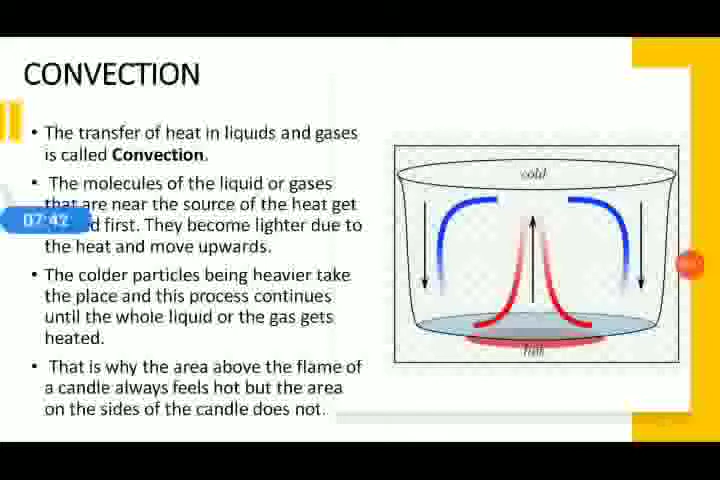 CONVECTION
• The transfer of heat in liquids and gases
is called Convection.
• The molecules of the liquid or gases
that are near the source of the heat get
first. They become lighter due to
07:42
the heat and move upwards.
• The colder particles being heavier take
the place and this process continues
until the whole liquid or the gas gets
heated.
• That is why the area above the flame of
a candle always feels hot but the area
on the sides of the candle does not.
cold
hot